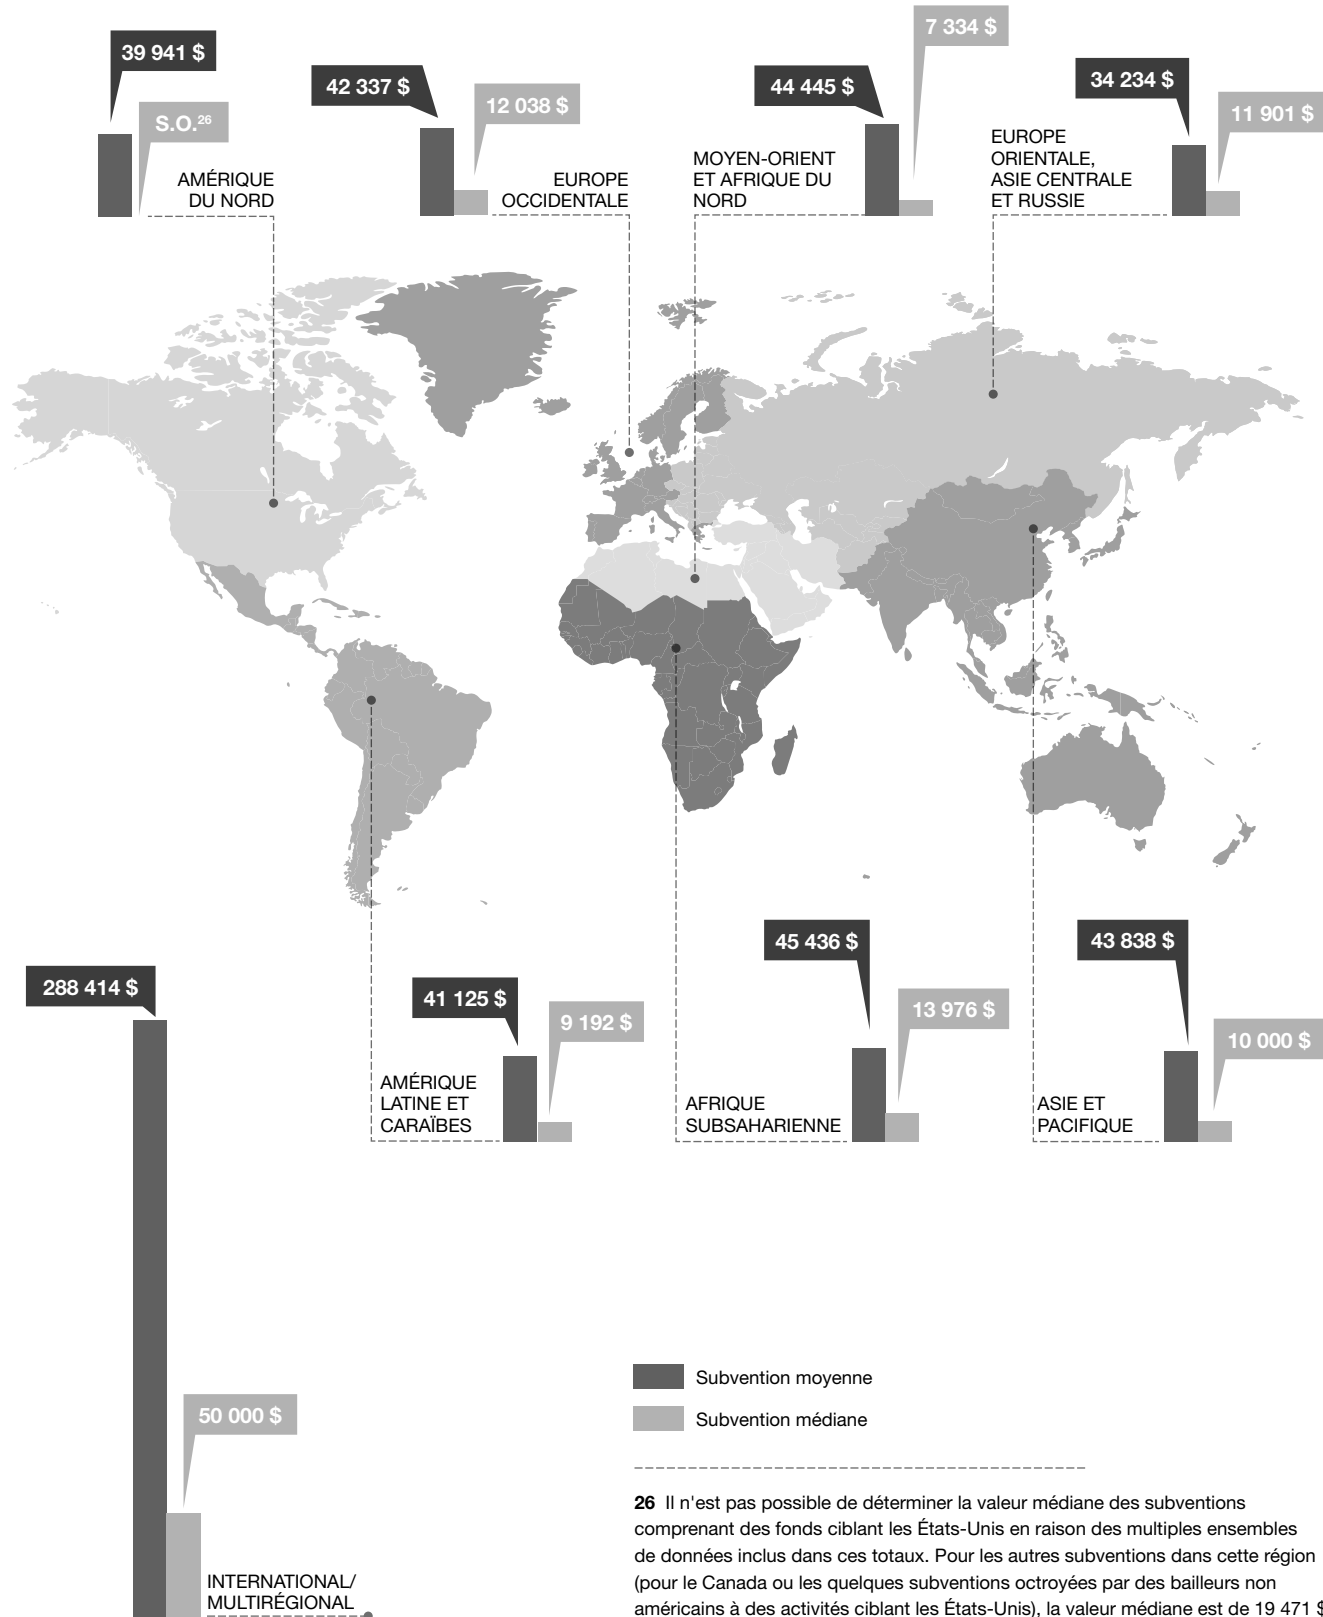 39 941 $
S.O.26
AMÉRIQUE
DU NORD
42 337 $
12 038 $
EUROPE
OCCIDENTALE
44 445 $
7 334 $
MOYEN-ORIENT
ET AFRIQUE DU
NORD
34 234 $
11 901 $
EUROPE
ORIENTALE,
ASIE CENTRALE
ET RUSSIE
288 414 $
50 000 $
INTERNATIONAL/
MULTIRÉGIONAL
41 125 $
9 192 $
AMÉRIQUE
LATINE ET
CARAÏBES
45 436 $
13 976 $
AFRIQUE
SUBSAHARIENNE
43 838 $
10 000 $
ASIE ET
PACIFIQUE
Subvention moyenne
Subvention médiane
26 Il n'est pas possible de déterminer la valeur médiane des subventions
comprenant des fonds ciblant les États-Unis en raison des multiples ensembles
de données inclus dans ces totaux. Pour les autres subventions dans cette région
(pour le Canada ou les quelques subventions octroyées par des bailleurs non
américains à des activités ciblant les États-Unis), la valeur médiane est de 19 471 $